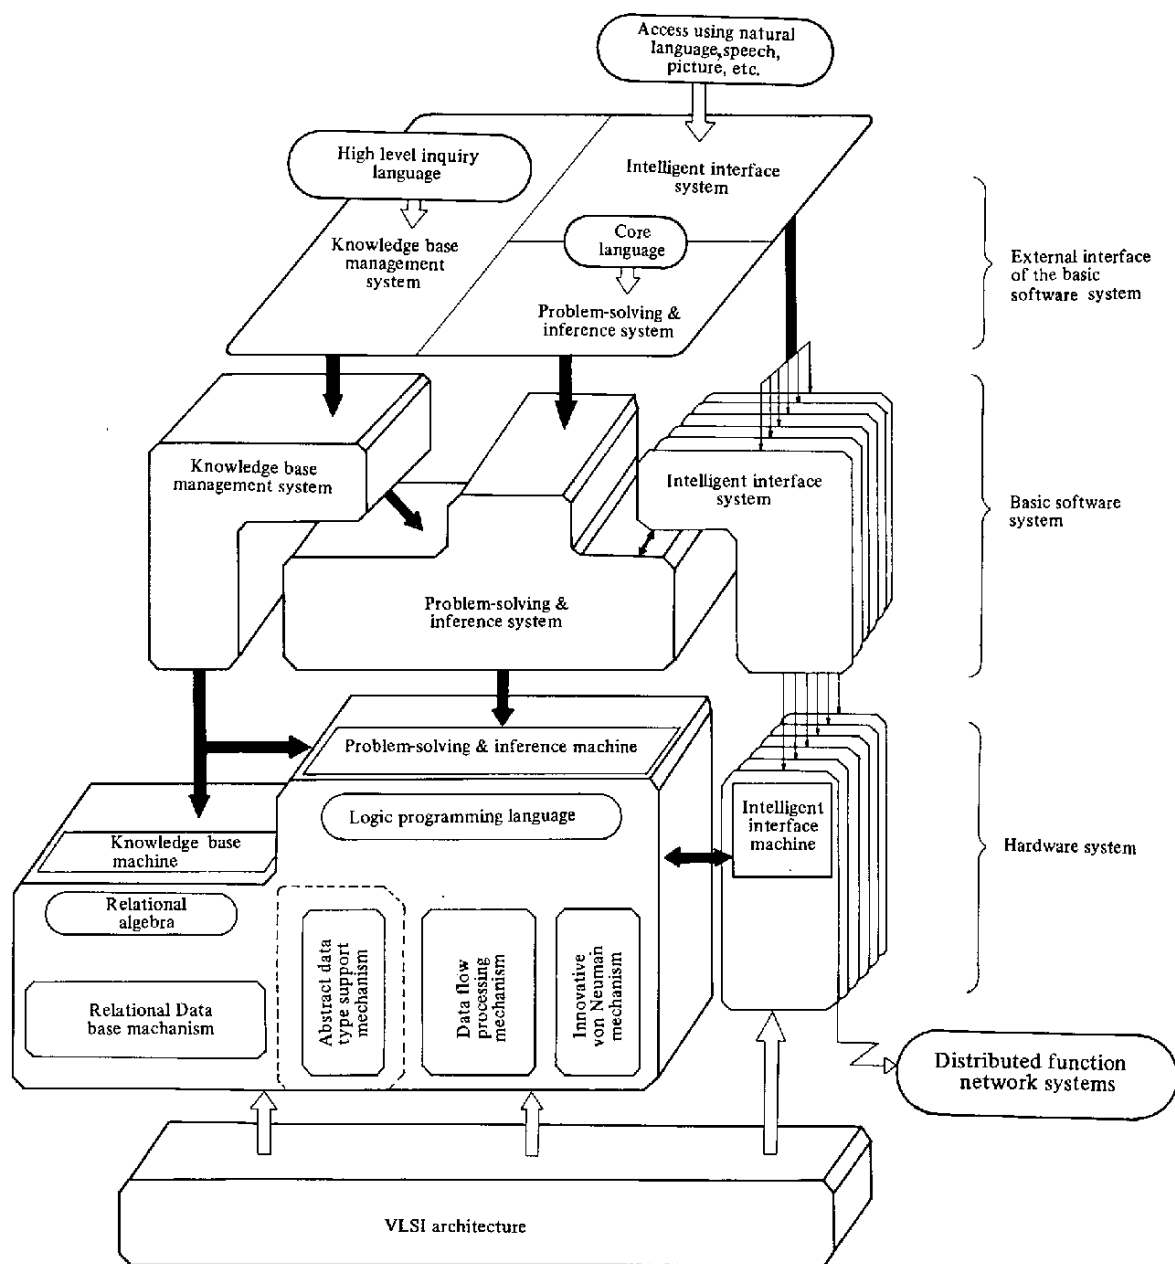 Access using natural
language, speech,
picture, etc.
High level inquiry
language
Intelligent interface
system
Core
language
Knowledge base
management
system
Problem-solving &
inference system
External interface
of the basic
software system
Knowledge base
management system
Intelligent interface
system
Basic software
system
Problem-solving &
inference system
Problem-solving & inference machine
Logic programming language
Intelligent
interface
machine
Knowledge base
machine
Hardware system
Relational
algebra
Abstract data
type support
mechanism
Data flow
processing
mechanism
Innovative
von Neuman
mechanism
Relational Data
base machanism
Distributed function
network systems
VLSI architecture